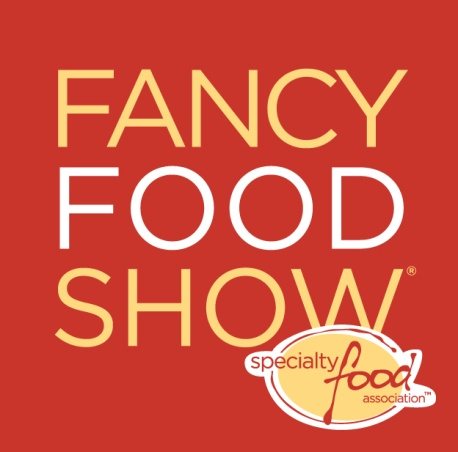 FANCY
FOOD
SHOW®
specialty
food
association™